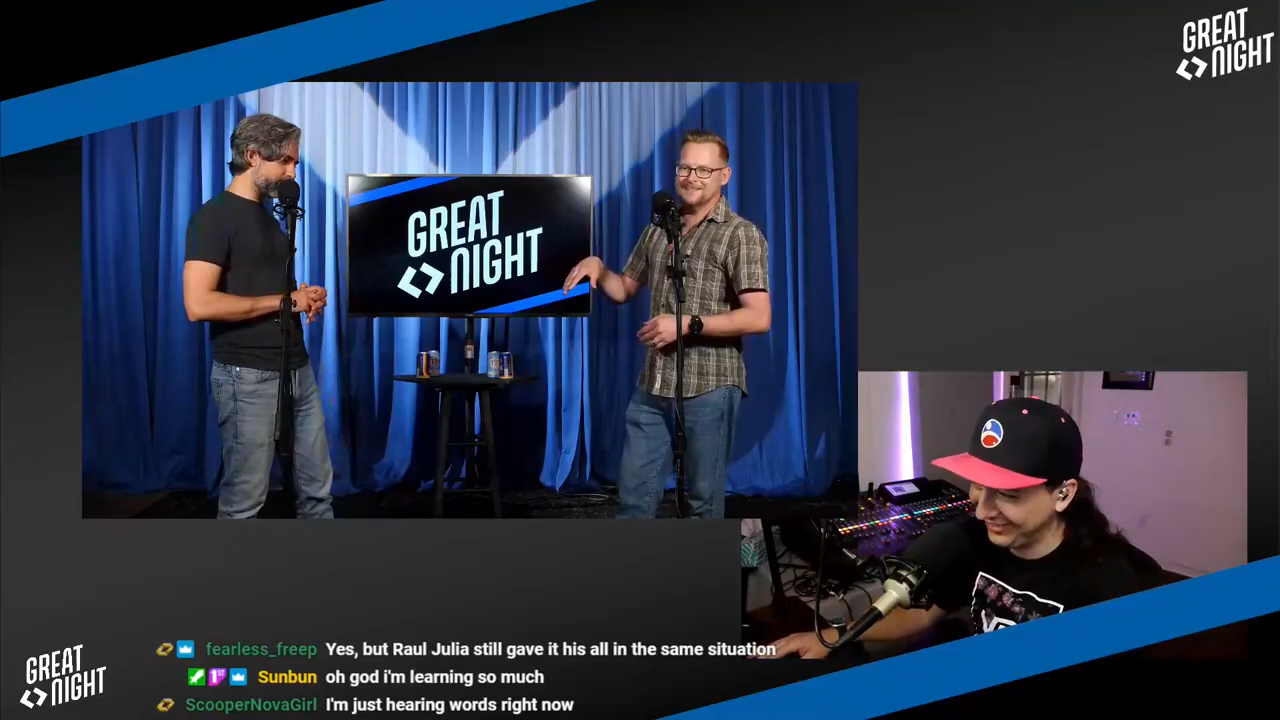 GREAT
NIGHT
GREAT
NIGHT
fearless_freep Yes, but Raul Julia still gave it his all in the same situation
1ST Sunbun oh god i'm learning so much
ScooperNovaGirl I'm just hearing words right now
GREAT
NIGHT